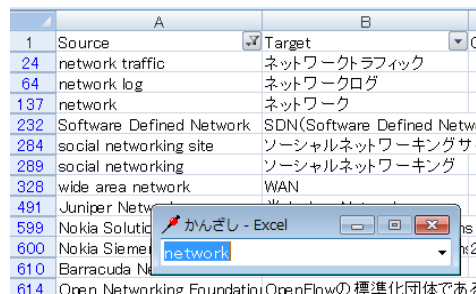 A B
1 Source Target
24 network traffic ネットワークトラフィック
64 network log ネットワークログ
137 network ネットワーク
232 Software Defined Network SDN(Software Defined Netw
284 social networking site ソーシャルネットワーキングサ
289 social networking ソーシャルネットワーキング
328 wide area network WAN
491 Juniper
599 Nokia
600 Nokia
610 Barracuda
614 Open Networking Foundation OpenFlowの標準化団体であ
かんざし - Excel
network